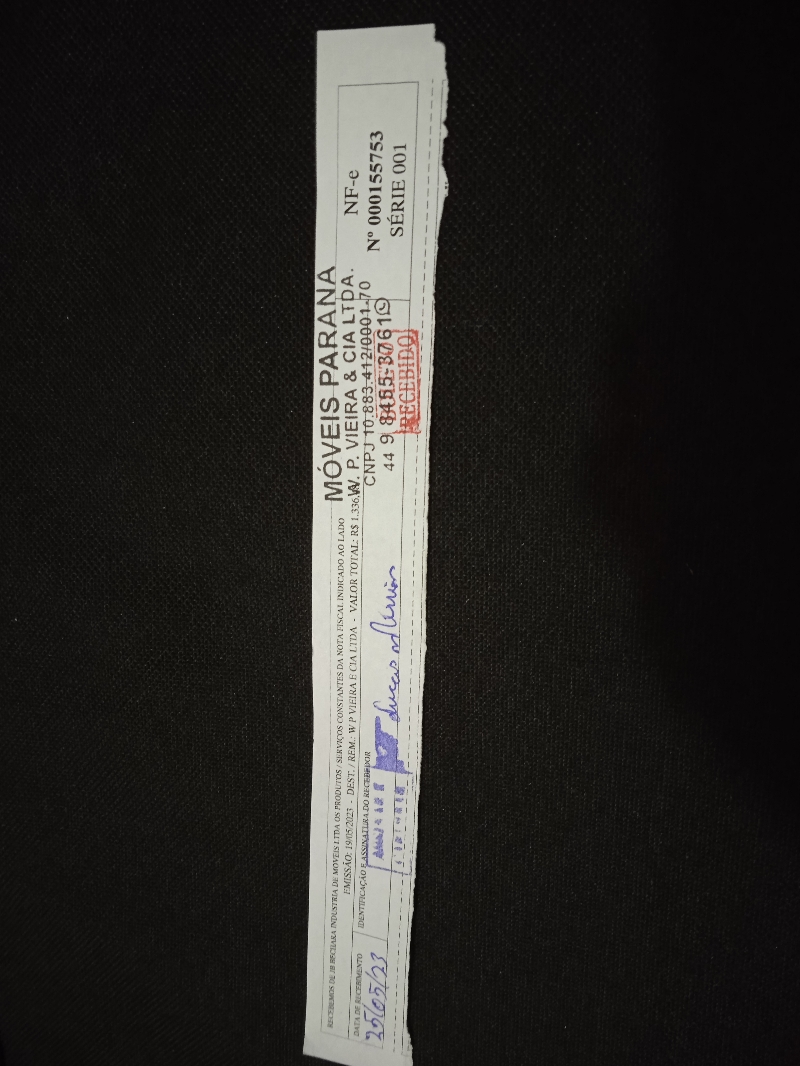 RECEBEMOS DE JB BECHARA INDUSTRIA DE MÓVEIS LTDA OS PRODUTOS / SERVIÇOS CONSTANTES DA NOTA FISCAL INDICADO AO LADO
EMISSÃO: 19/05/2023 - DEST. / REM.: W P VIEIRA E CIA LTDA - VALOR TOTAL: R$ 1.336,
DATA DE RECEBIMENTO
25/05/23
IDENTIFICAÇÃO E ASSINATURA DO RECEBEDOR
Lucas
MÓVEIS PARANA
W. P. VIEIRA & CIA LTDA.
CNPJ 10.883.412/0001-70
44 9 8455-3761
RECEBIDO
NF-e
Nº 000155753
SÉRIE 001